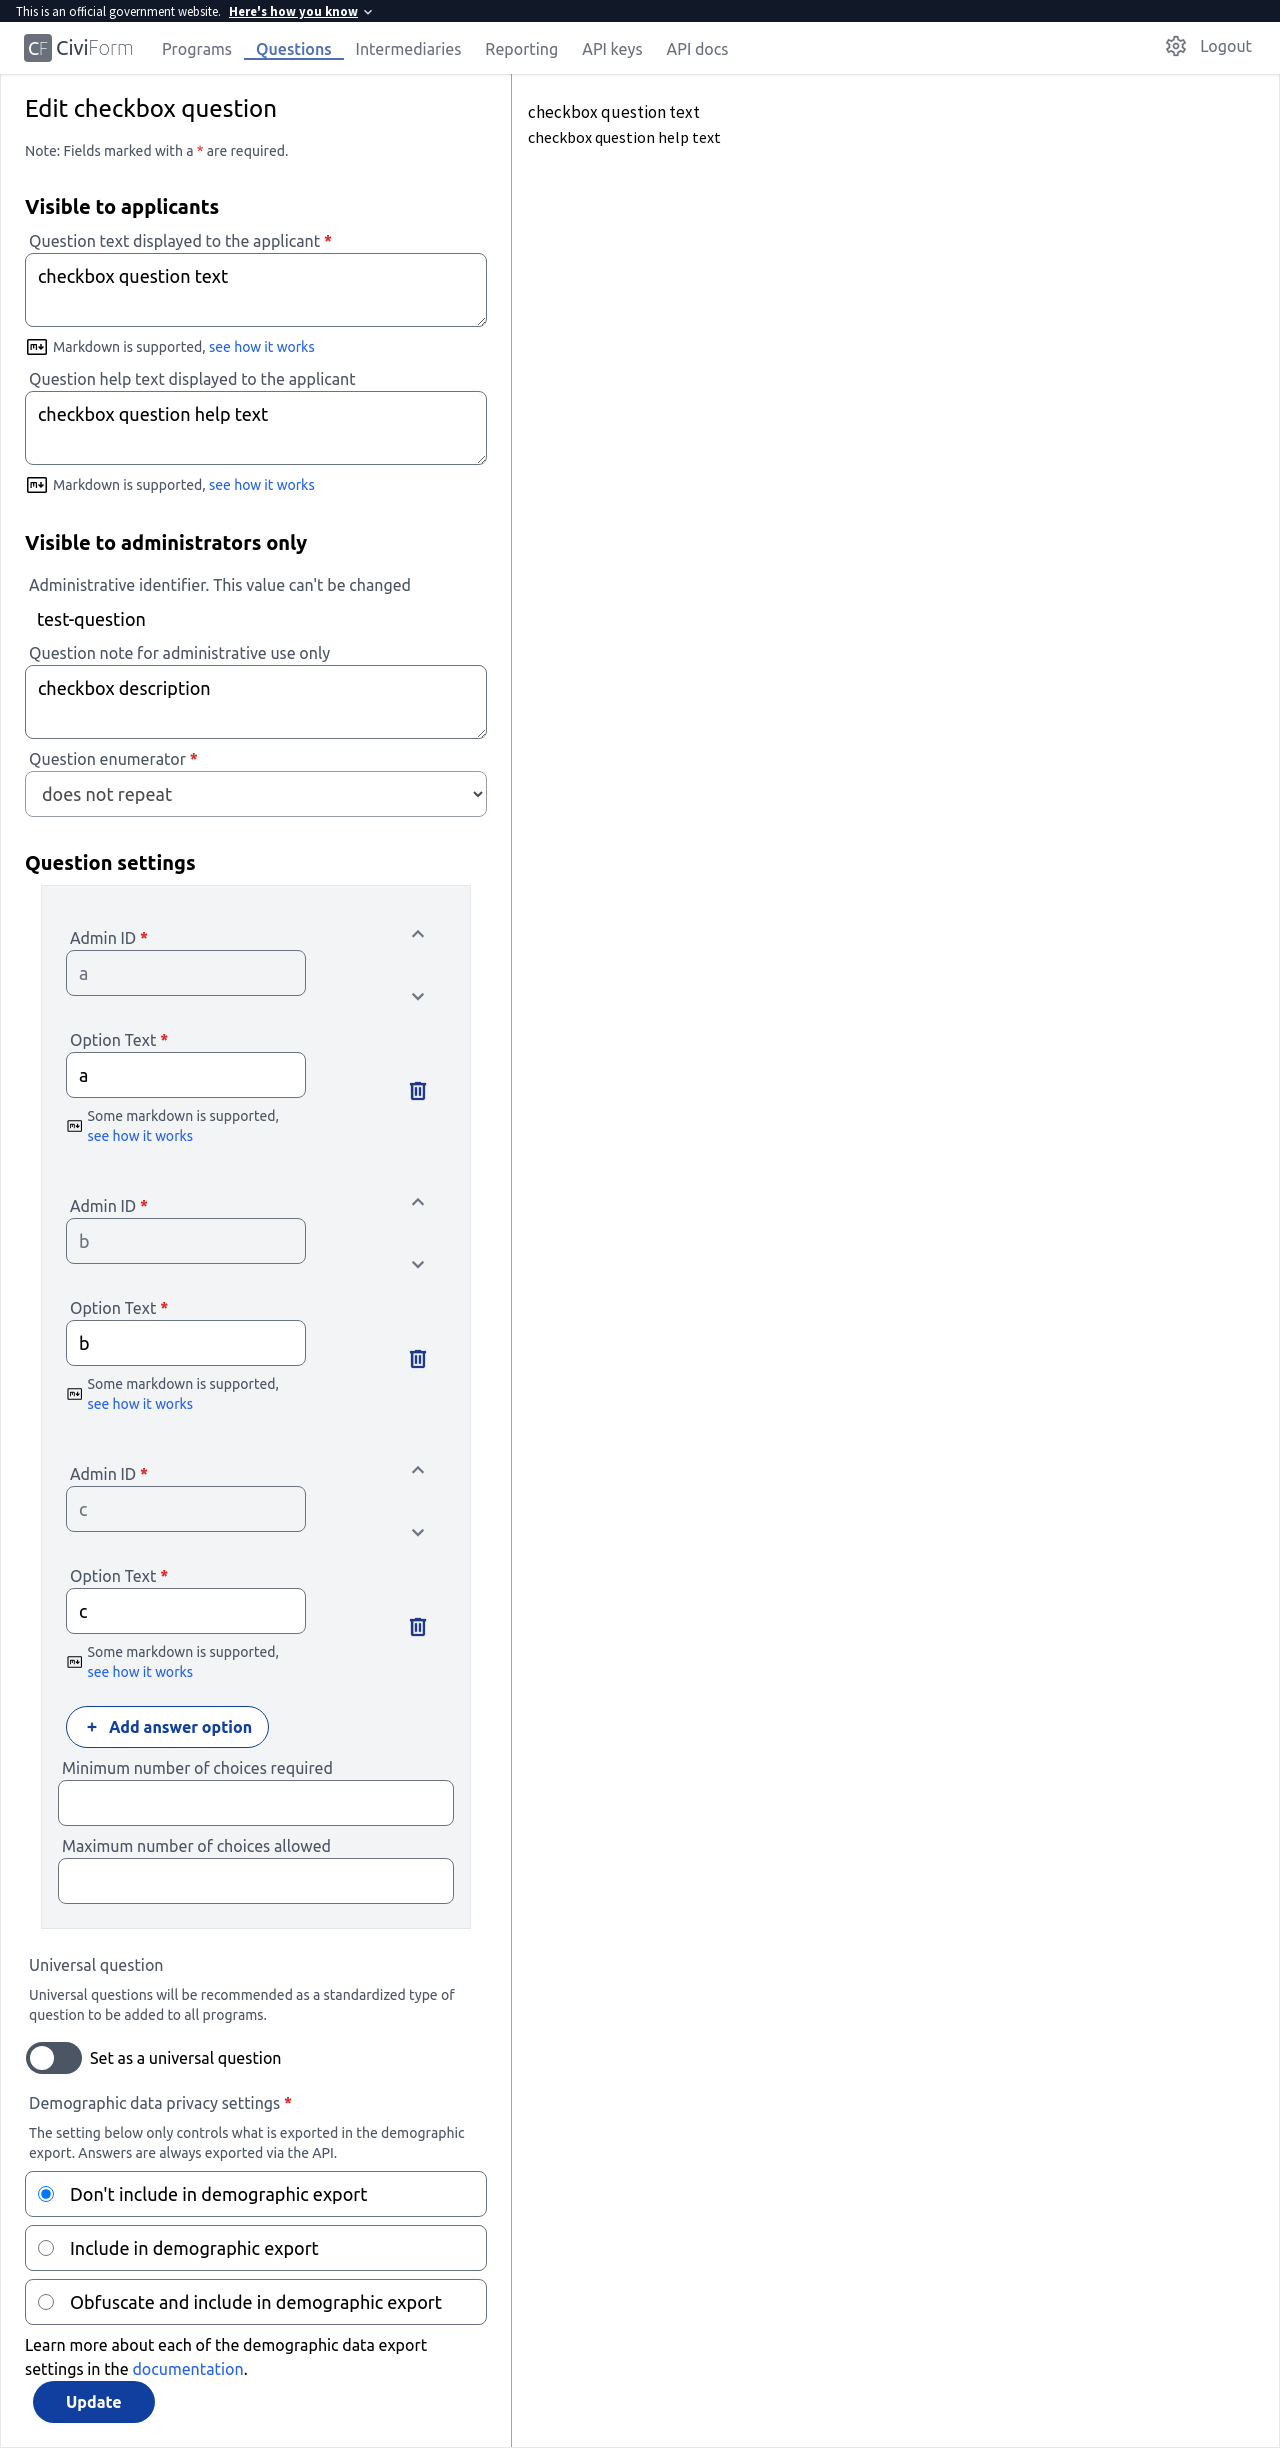 This is an official government website. Here's how you know
CF CiviForm Programs Questions Intermediaries Reporting API keys API docs Logout
Edit checkbox question
Note: Fields marked with a * are required.
Visible to applicants
Question text displayed to the applicant *
checkbox question text
Markdown is supported, see how it works
Question help text displayed to the applicant
checkbox question help text
Markdown is supported, see how it works
Visible to administrators only
Administrative identifier. This value can't be changed
test-question
Question note for administrative use only
checkbox description
Question enumerator *
does not repeat
Question settings
Admin ID *
a
Option Text *
a
Some markdown is supported,
see how it works
Admin ID *
b
Option Text *
b
Some markdown is supported,
see how it works
Admin ID *
c
Option Text *
c
Some markdown is supported,
see how it works
+ Add answer option
Minimum number of choices required
Maximum number of choices allowed
Universal question
Universal questions will be recommended as a standardized type of
question to be added to all programs.
Set as a universal question
Demographic data privacy settings *
The setting below only controls what is exported in the demographic
export. Answers are always exported via the API.
Don't include in demographic export
Include in demographic export
Obfuscate and include in demographic export
Learn more about each of the demographic data export
settings in the documentation.
Update
checkbox question text
checkbox question help text